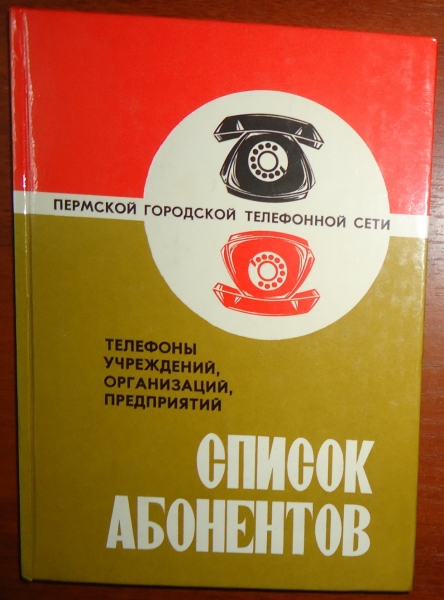 ПЕРМСКОЙ ГОРОДСКОЙ ТЕЛЕФОННОЙ СЕТИ
ТЕЛЕФОНЫ
УЧРЕЖДЕНИЙ,
ОРГАНИЗАЦИЙ,
ПРЕДПРИЯТИЙ
СПИСОК
АБОНЕНТОВ